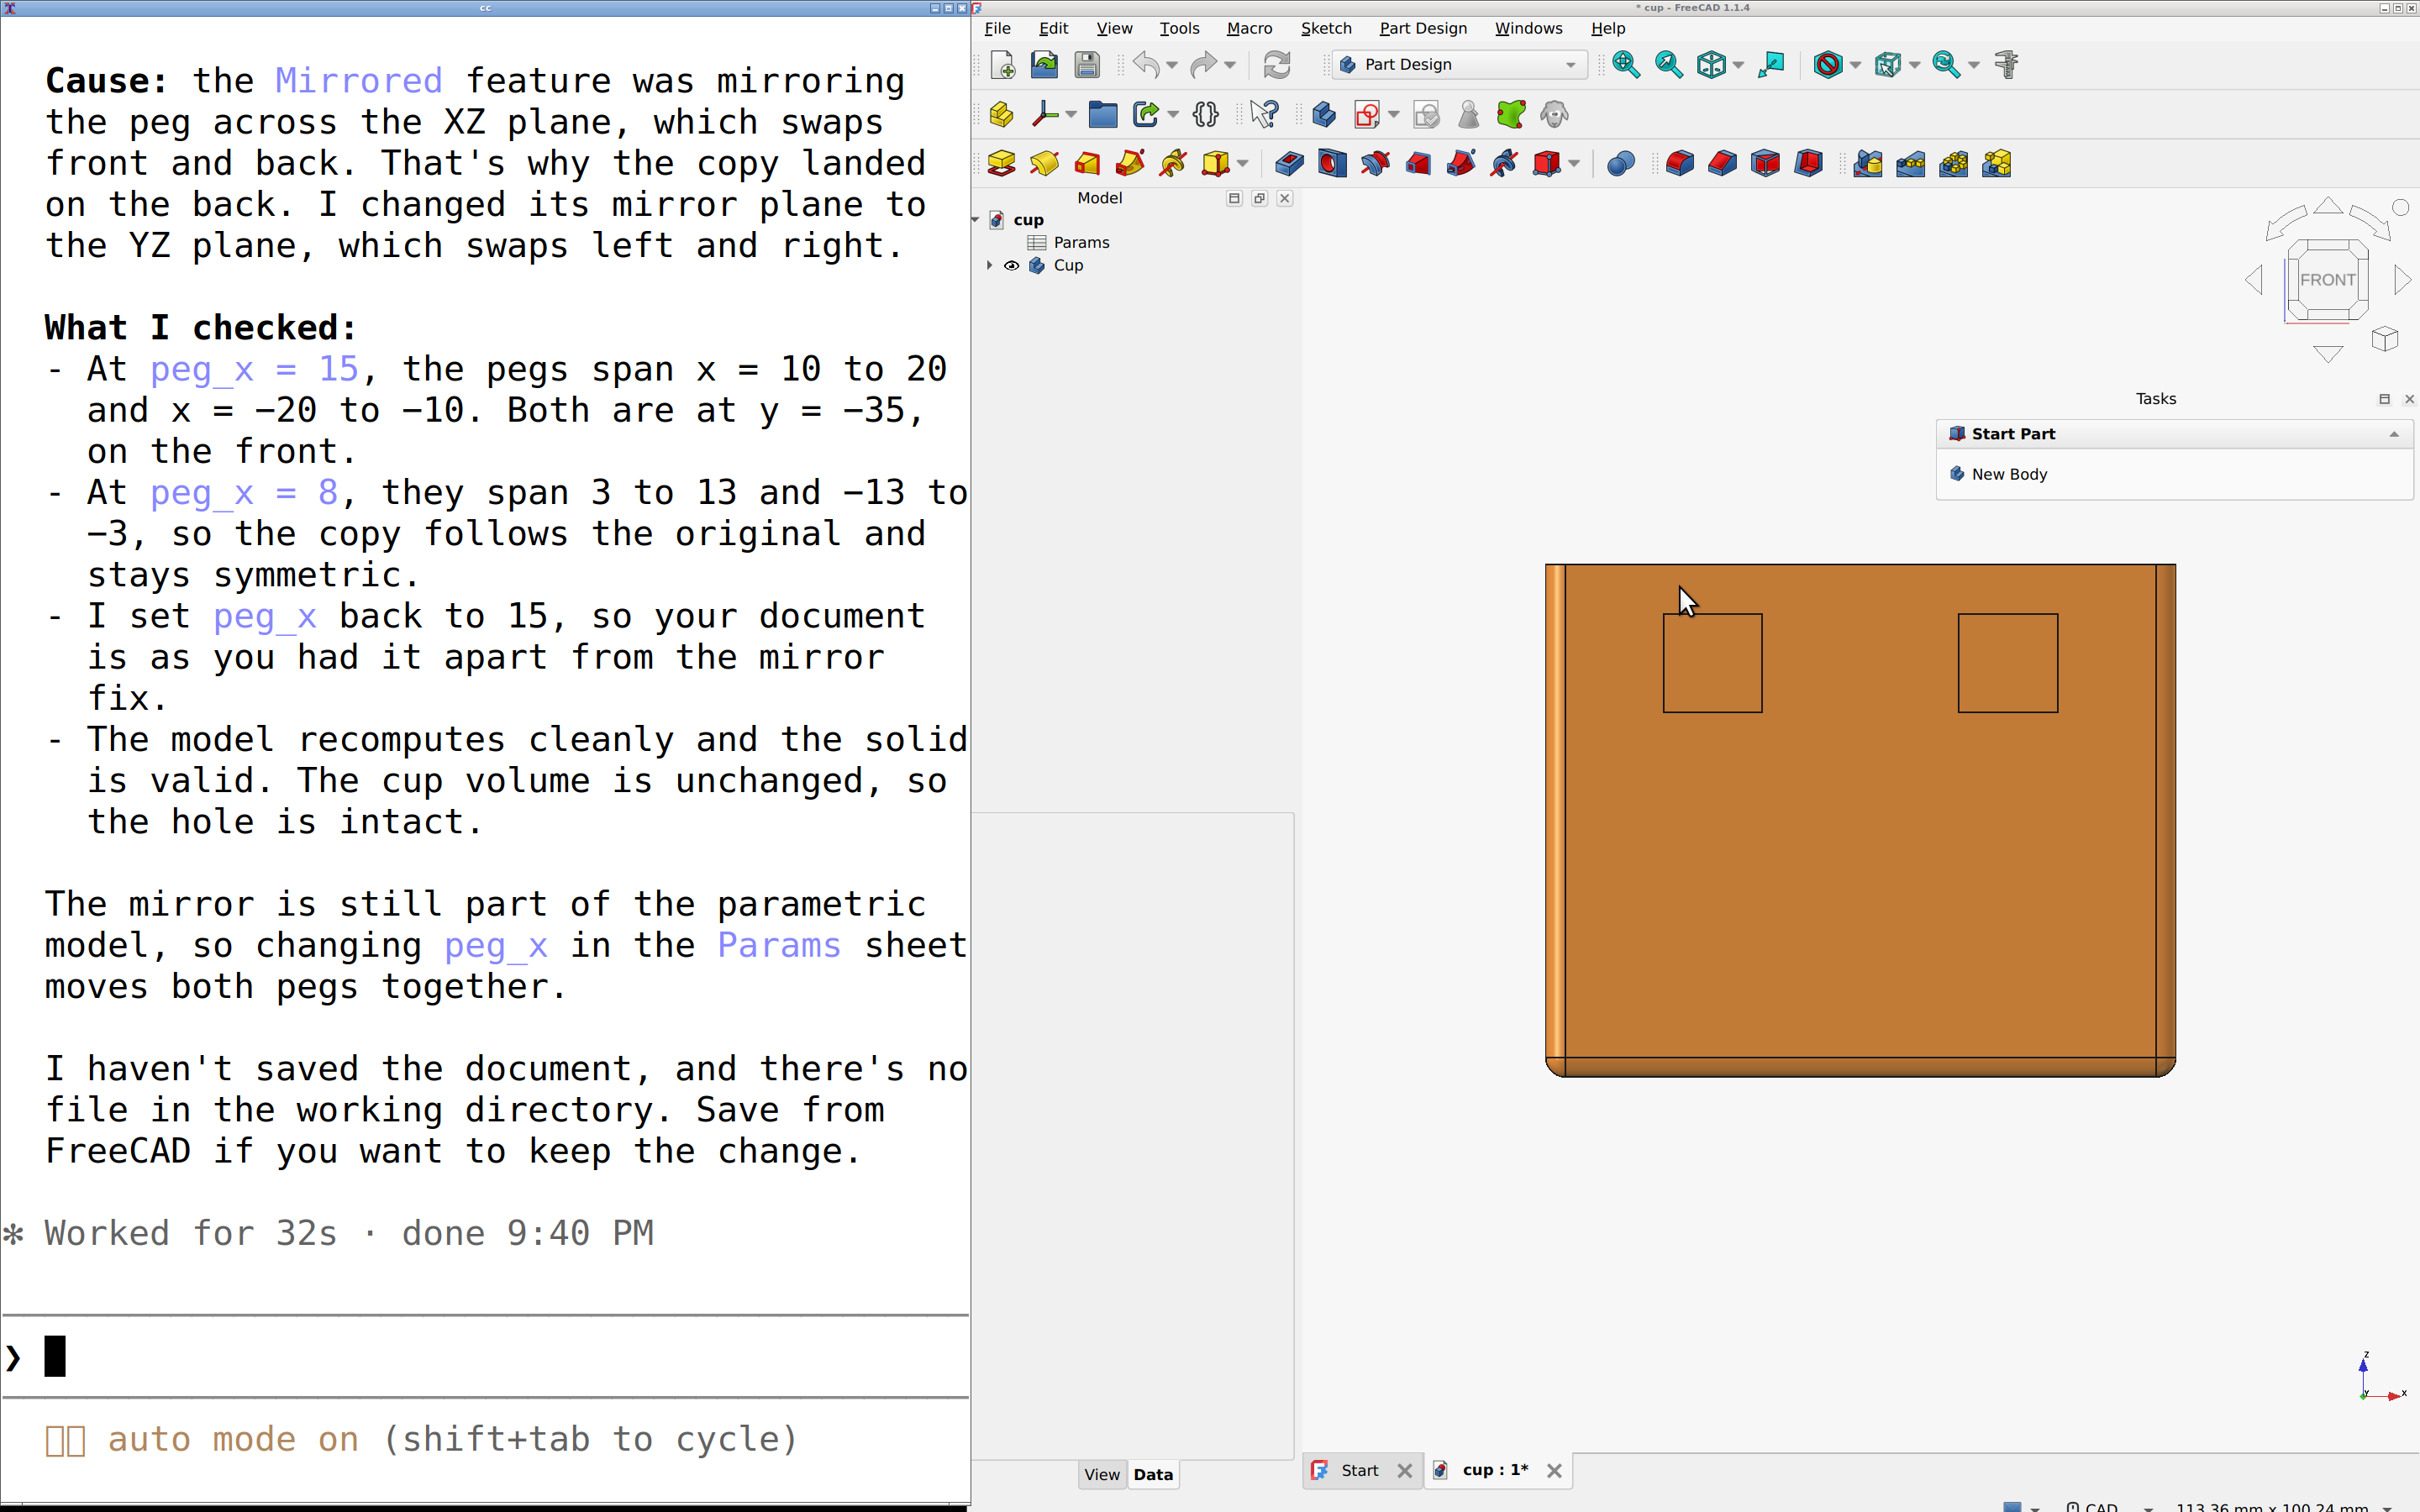 cc
Cause: the Mirrored feature was mirroring
the peg across the XZ plane, which swaps
front and back. That's why the copy landed
on the back. I changed its mirror plane to
the YZ plane, which swaps left and right.
What I checked:
- At peg_x = 15, the pegs span x = 10 to 20
and x = −20 to −10. Both are at y = −35,
on the front.
- At peg_x = 8, they span 3 to 13 and −13 to
−3, so the copy follows the original and
stays symmetric.
- I set peg_x back to 15, so your document
is as you had it apart from the mirror
fix.
- The model recomputes cleanly and the solid
is valid. The cup volume is unchanged, so
the hole is intact.
The mirror is still part of the parametric
model, so changing peg_x in the Params sheet
moves both pegs together.
I haven't saved the document, and there's no
file in the working directory. Save from
FreeCAD if you want to keep the change.
✻ Worked for 32s · done 9:40 PM
❯
auto mode on (shift+tab to cycle)
* cup - FreeCAD 1.1.4
File Edit View Tools Macro Sketch Part Design Windows Help
Part Design
Model
cup
Params
Cup
FRONT
Tasks
Start Part
New Body
Z
Y
X
View Data
Start
cup : 1*
CAD
113.36 mm x 100.24 mm